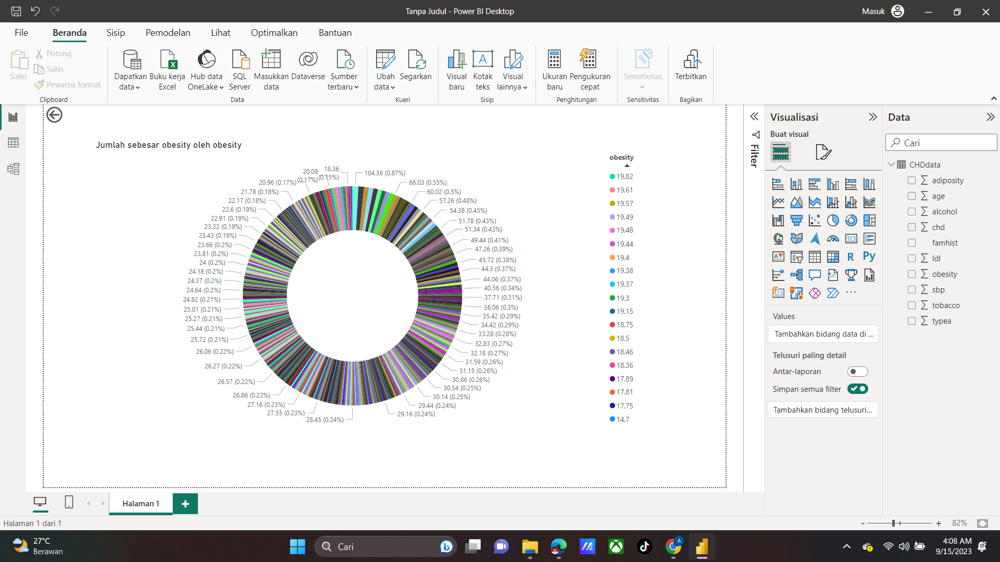 Tanpa Judul - Power BI Desktop
Masuk
File
Beranda
Sisip
Pemodelan
Lihat
Optimalkan
Bantuan
Salin
Potong
Salin
Pewarna format
Clipboard
Dapatkan data
Buku kerja Excel
Hub data OneLake
SQL Server
Masukkan data
Dataverse
Sumber terbaru
Data
Ubah data
Segarkan
Kueri
Visual baru
Kotak teks
Visual lainnya
Sisip
Ukuran baru
Pengukuran cepat
Penghitungan
Sensitivitas
Sensitivitas
Terbitkan
Bagikan
Jumlah sebesar obesity oleh obesity
104.36 (0.87%)
66.03 (0.55%)
60.02 (0.5%)
57.26 (0.48%)
54.38 (0.45%)
51.78 (0.43%)
51.34 (0.43%)
49.44 (0.41%)
47.26 (0.39%)
45.72 (0.38%)
44.3 (0.37%)
44.06 (0.37%)
40.56 (0.34%)
37.71 (0.31%)
36.06 (0.3%)
35.42 (0.29%)
34.42 (0.29%)
33.28 (0.28%)
32.83 (0.27%)
32.18 (0.27%)
31.59 (0.26%)
31.15 (0.26%)
30.86 (0.26%)
30.54 (0.25%)
30.14 (0.25%)
29.44 (0.24%)
29.16 (0.24%)
28.45 (0.24%)
27.55 (0.23%)
27.16 (0.23%)
26.86 (0.22%)
26.57 (0.22%)
26.27 (0.22%)
26.06 (0.22%)
25.72 (0.21%)
25.44 (0.21%)
25.27 (0.21%)
25.01 (0.21%)
24.82 (0.21%)
24.64 (0.2%)
24.37 (0.2%)
24.18 (0.2%)
24 (0.2%)
23.81 (0.2%)
23.66 (0.2%)
23.43 (0.19%)
23.22 (0.19%)
22.91 (0.19%)
22.6 (0.19%)
22.17 (0.18%)
21.78 (0.18%)
20.96 (0.17%)
20.09
(0.17%)
18.36
(0.15%)
obesity
19.82
19.61
19.57
19.49
19.48
19.44
19.4
19.38
19.37
19.3
19.15
18.75
18.5
18.46
18.36
17.89
17.81
17.75
14.7
Filter
Visualisasi
Buat visual
123
R
Py
123
Values
Tambahkan bidang data di ...
Telusuri paling detail
Antar-laporan
Simpan semua filter
Tambahkan bidang telusuri...
Data
Cari
CHDdata
adiposity
age
alcohol
chd
famhist
ldl
obesity
sbp
tobacco
typea
Halaman 1
Halaman 1 dari 1
82%
27°C
Berawan
Cari
A
4:08 AM
9/15/2023